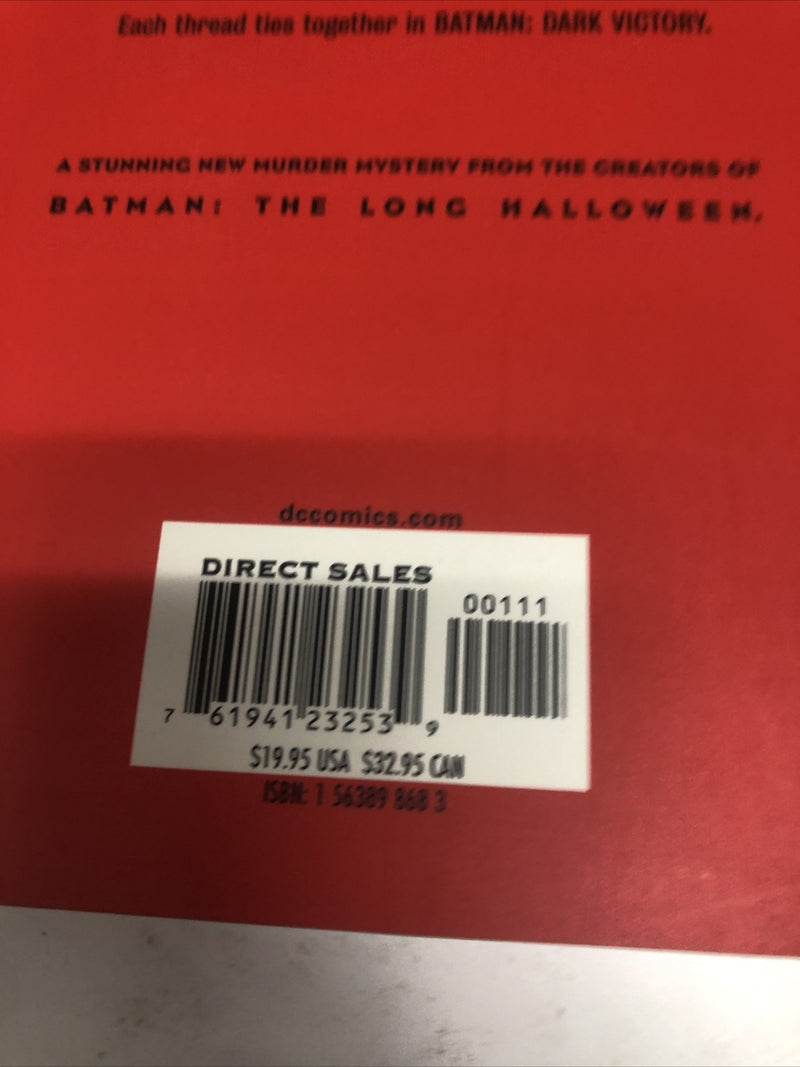 Each thread ties together in BATMAN: DARK VICTORY.
A STUNNING NEW MURDER MYSTERY FROM THE CREATORS OF
BATMAN: THE LONG HALLOWEEN.
dccomics.com
DIRECT SALES
00111
7 61941 23253 9
$19.95 USA $32.95 CAN
ISBN: 1 56389 868 3